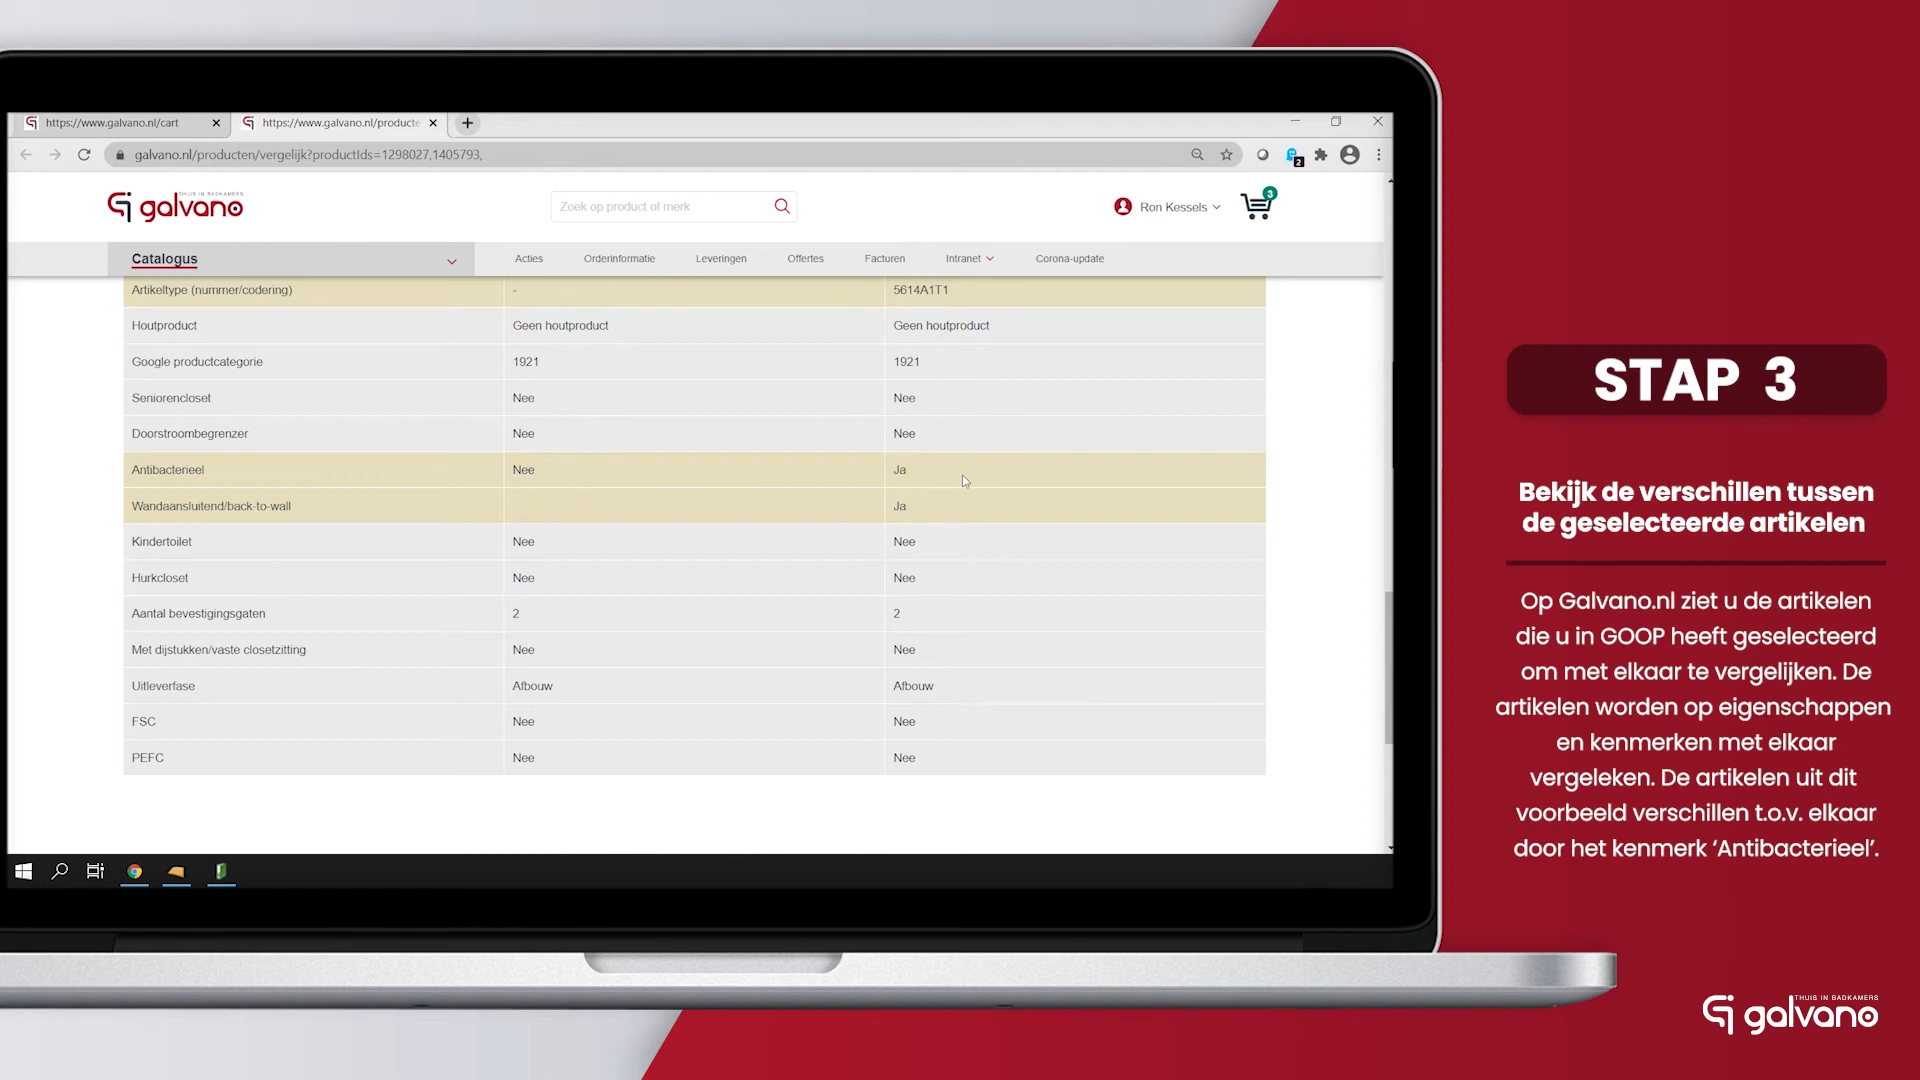 https://www.galvano.nl/cart
https://www.galvano.nl/producte
galvano.nl/producten/vergelijk?productIds=1298027,1405793,
2
THUIS IN BADKAMERS
galvano
Zoek op product of merk
Ron Kessels
3
Catalogus
Acties
Orderinformatie
Leveringen
Offertes
Facturen
Intranet
Corona-update
Artikeltype (nummer/codering) - 5614A1T1
Houtproduct Geen houtproduct Geen houtproduct
Google productcategorie 1921 1921
Seniorencloset Nee Nee
Doorstroombegrenzer Nee Nee
Antibacterieel Nee Ja
Wandaansluitend/back-to-wall Ja
Kindertoilet Nee Nee
Hurkcloset Nee Nee
Aantal bevestigingsgaten 2 2
Met dijstukken/vaste closetzitting Nee Nee
Uitleverfase Afbouw Afbouw
FSC Nee Nee
PEFC Nee Nee
STAP 3
Bekijk de verschillen tussen
de geselecteerde artikelen
Op Galvano.nl ziet u de artikelen
die u in GOOP heeft geselecteerd
om met elkaar te vergelijken. De
artikelen worden op eigenschappen
en kenmerken met elkaar
vergeleken. De artikelen uit dit
voorbeeld verschillen t.o.v. elkaar
door het kenmerk ‘Antibacterieel’.
THUIS IN BADKAMERS
galvano